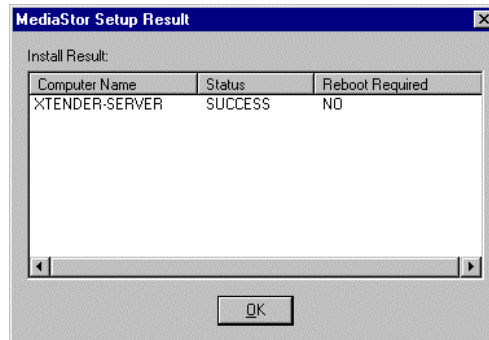 MediaStor Setup Result
Install Result:
Computer Name Status Reboot Required
XTENDER-SERVER SUCCESS NO
OK